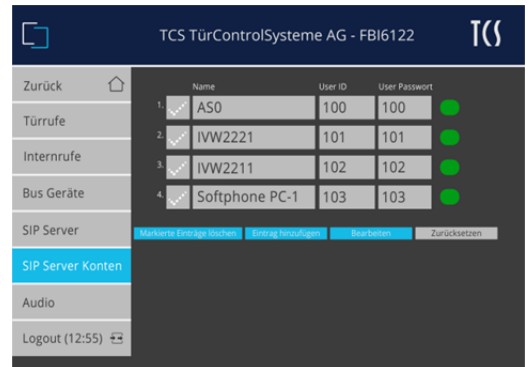 TCS TürControlSysteme AG - FBI6122
TCS
Zurück
Türrufe
Internrufe
Bus Geräte
SIP Server
SIP Server Konten
Audio
Logout (12:55)
Name User ID User Passwort
1. AS0 100 100
2. IVW2221 101 101
3. IVW2211 102 102
4. Softphone PC-1 103 103
Markierte Einträge löschen Eintrag hinzufügen Bearbeiten Zurücksetzen